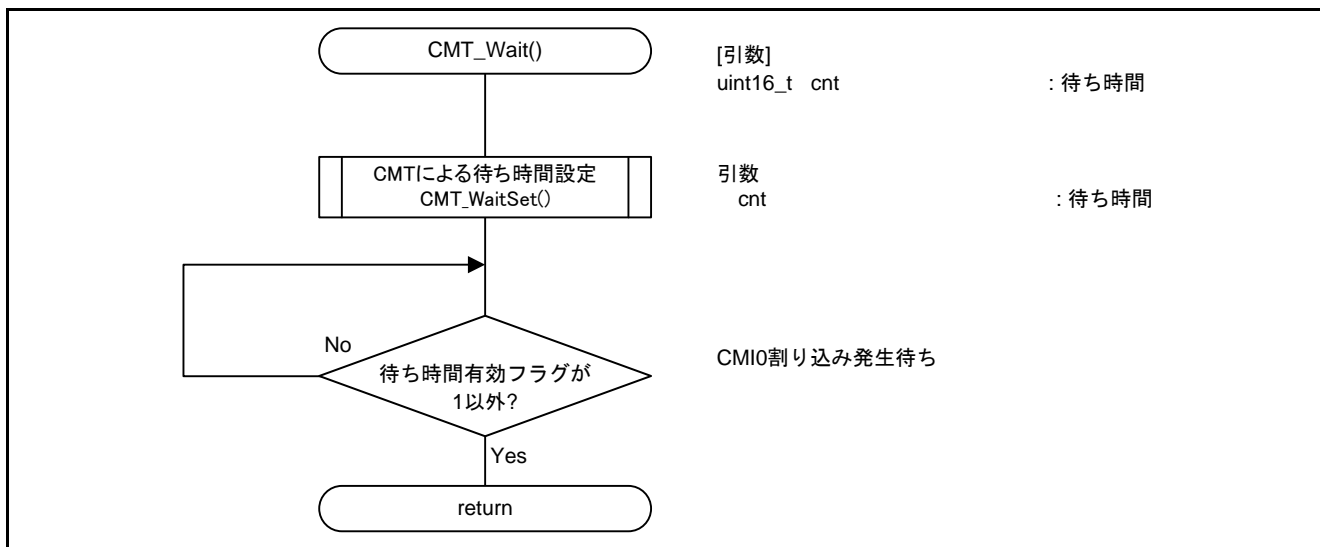 CMT_Wait()
[引数]
uint16_t cnt : 待ち時間
CMTによる待ち時間設定
CMT_WaitSet()
引数
cnt : 待ち時間
No
待ち時間有効フラグが
1以外?
CMI0割り込み発生待ち
Yes
return